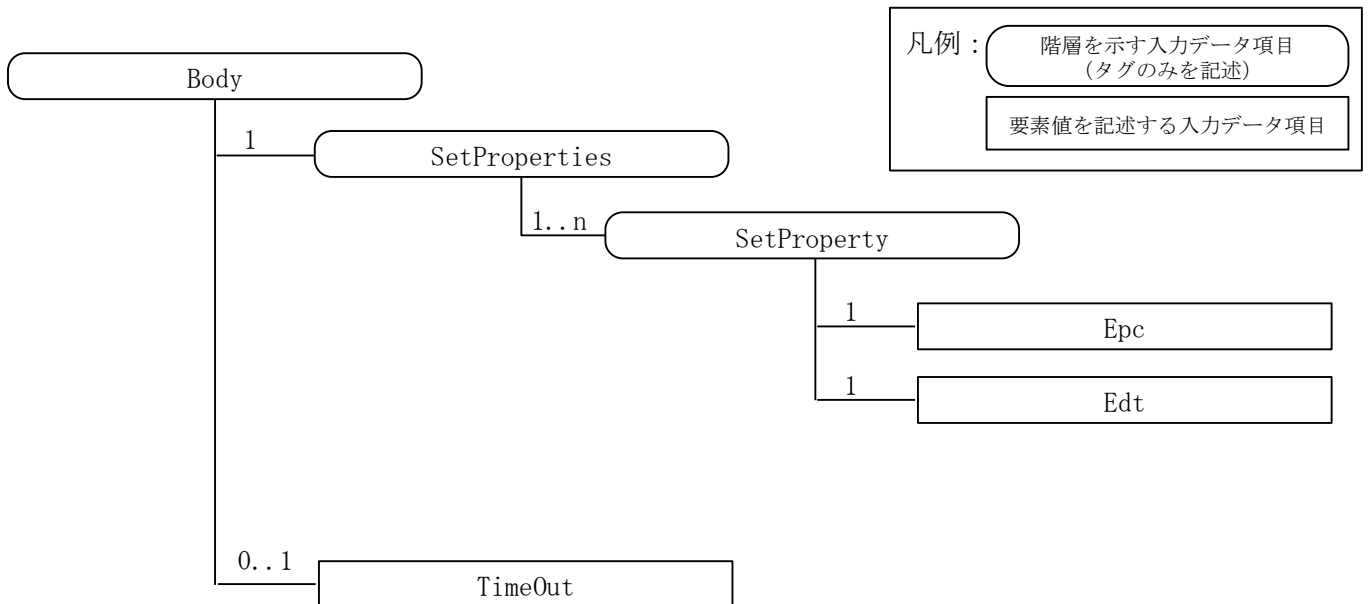 凡例：
階層を示す入力データ項目
（タグのみを記述）
要素値を記述する入力データ項目
Body
1
SetProperties
1..n
SetProperty
1
Epc
1
Edt
0..1
TimeOut